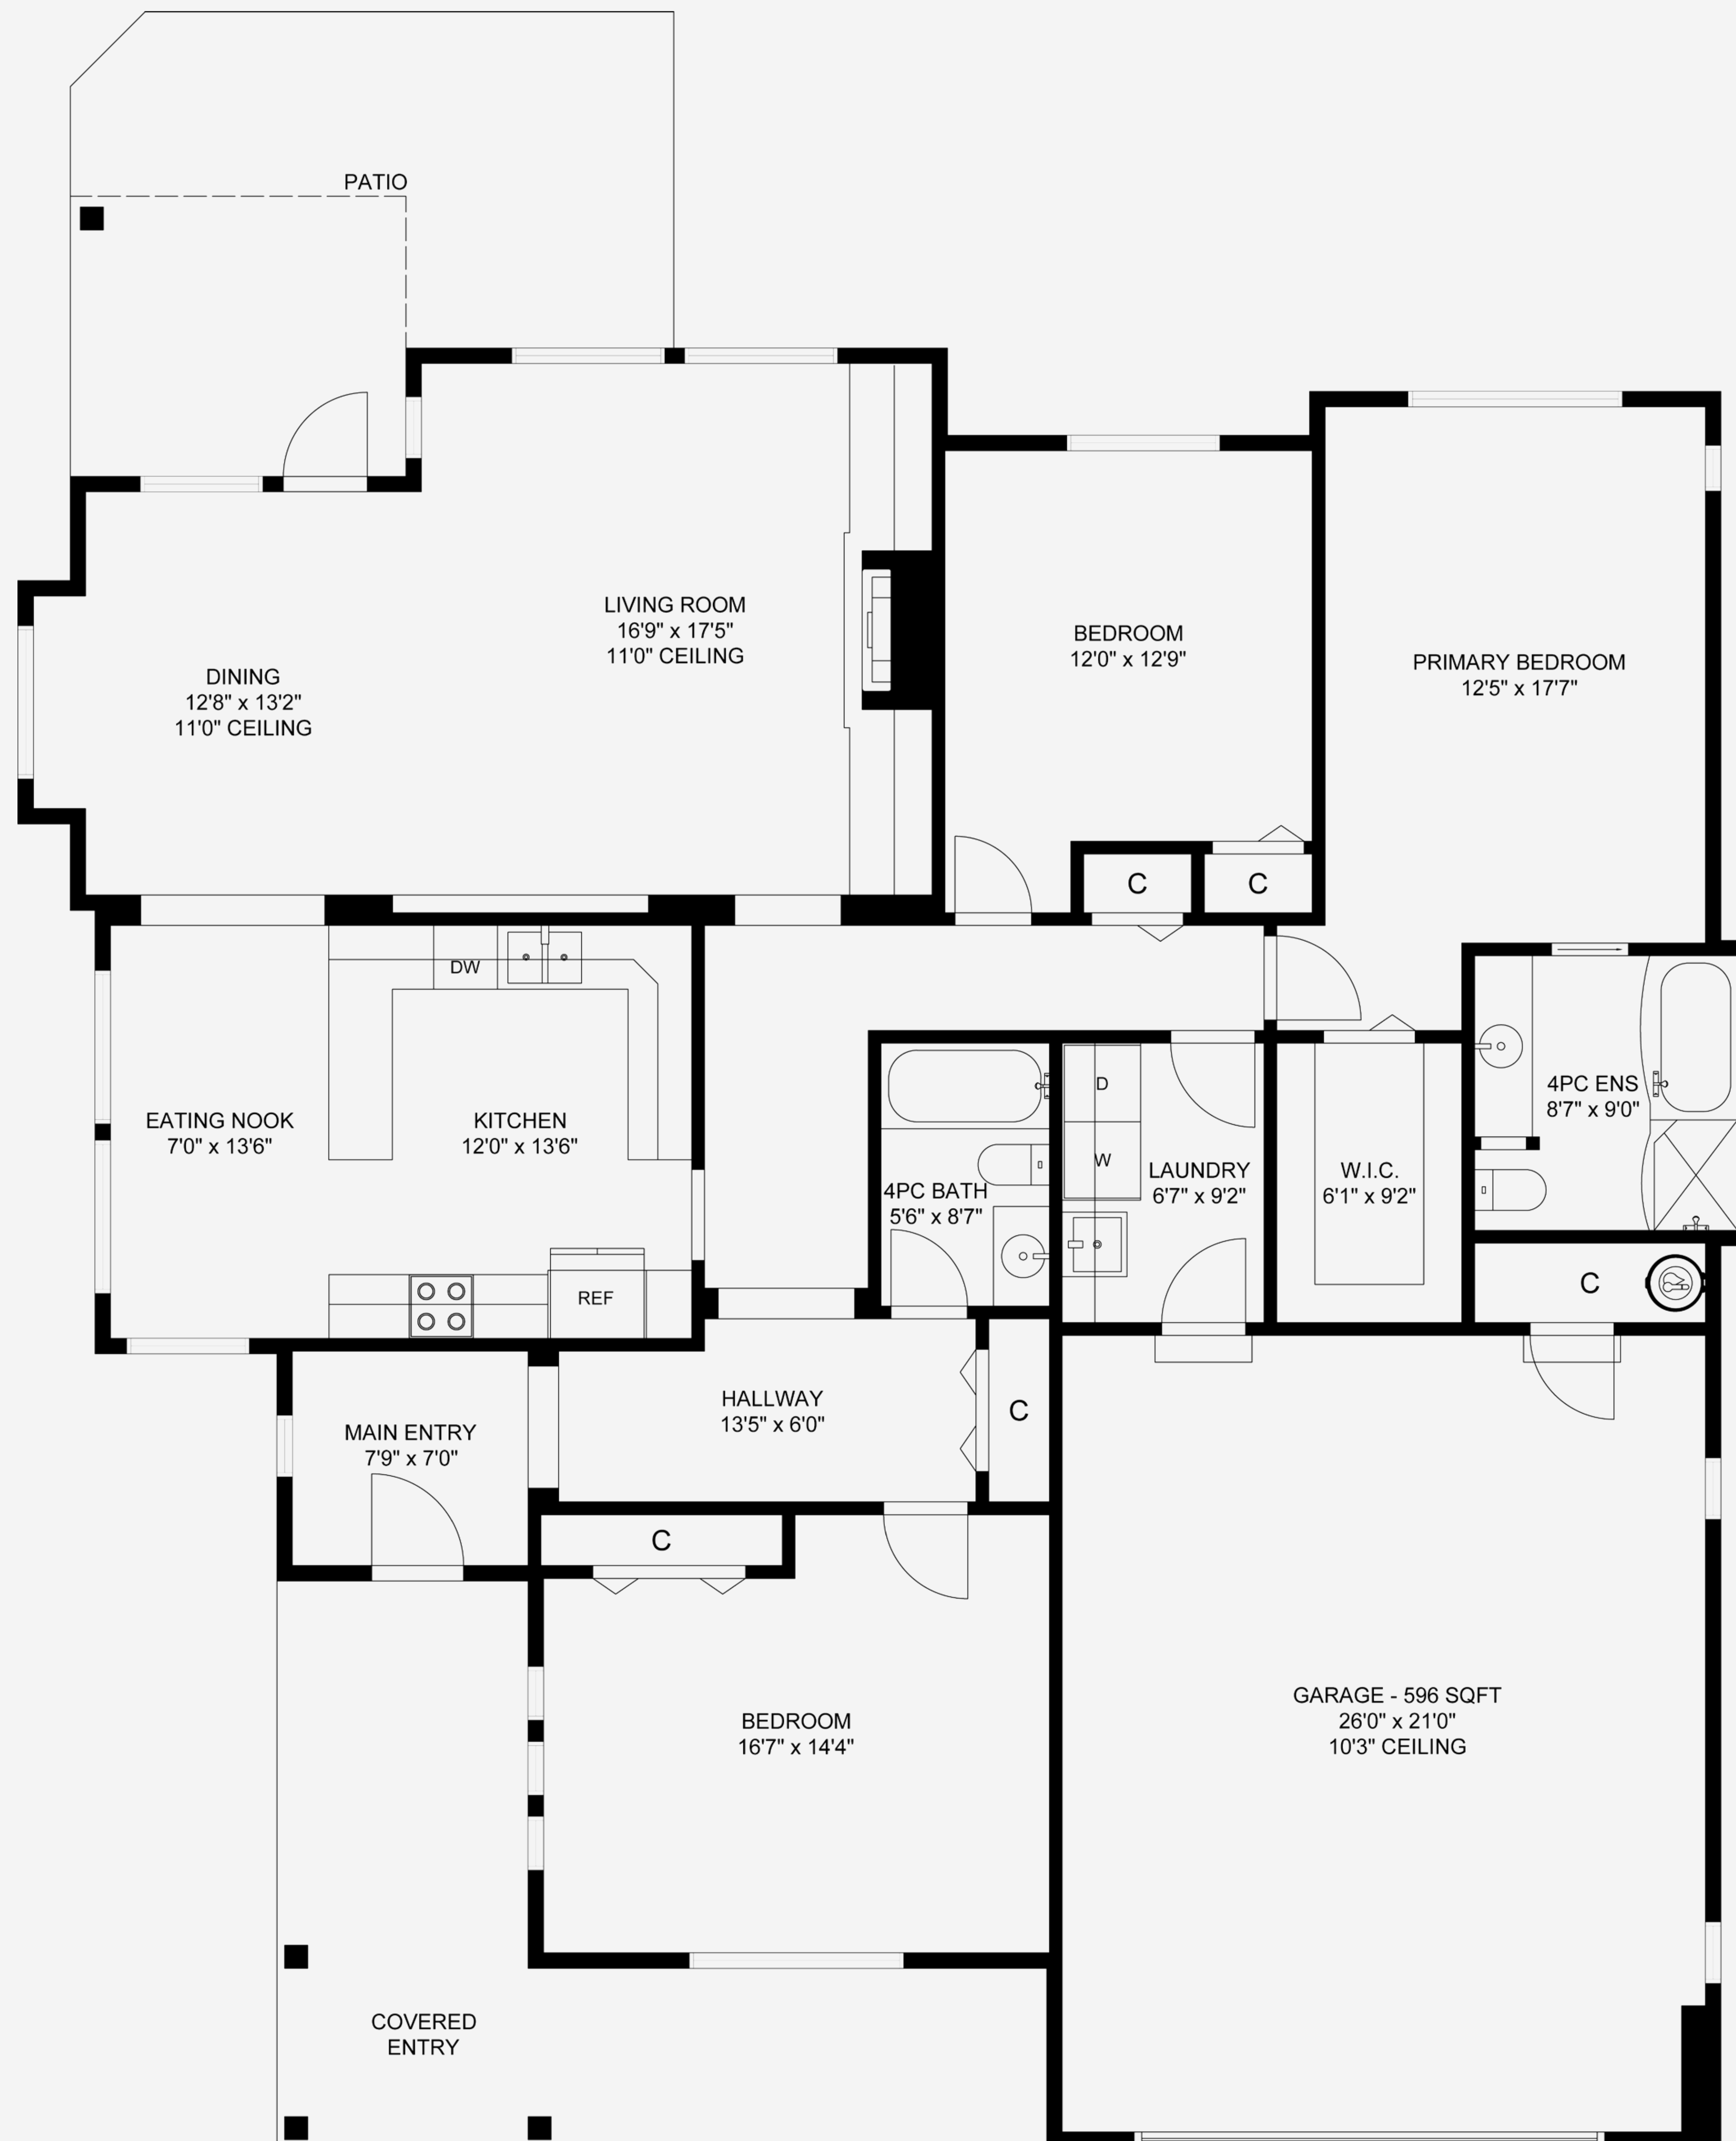 PATIO
LIVING ROOM
16'9" x 17'5"
11'0" CEILING
DINING
12'8" x 13'2"
11'0" CEILING
BEDROOM
12'0" x 12'9"
PRIMARY BEDROOM
12'5" x 17'7"
C
C
DW
EATING NOOK
7'0" x 13'6"
KITCHEN
12'0" x 13'6"
REF
4PC BATH
5'6" x 8'7"
D
W
LAUNDRY
6'7" x 9'2"
W.I.C.
6'1" x 9'2"
4PC ENS
8'7" x 9'0"
C
HALLWAY
13'5" x 6'0"
C
MAIN ENTRY
7'9" x 7'0"
C
BEDROOM
16'7" x 14'4"
GARAGE - 596 SQFT
26'0" x 21'0"
10'3" CEILING
COVERED
ENTRY